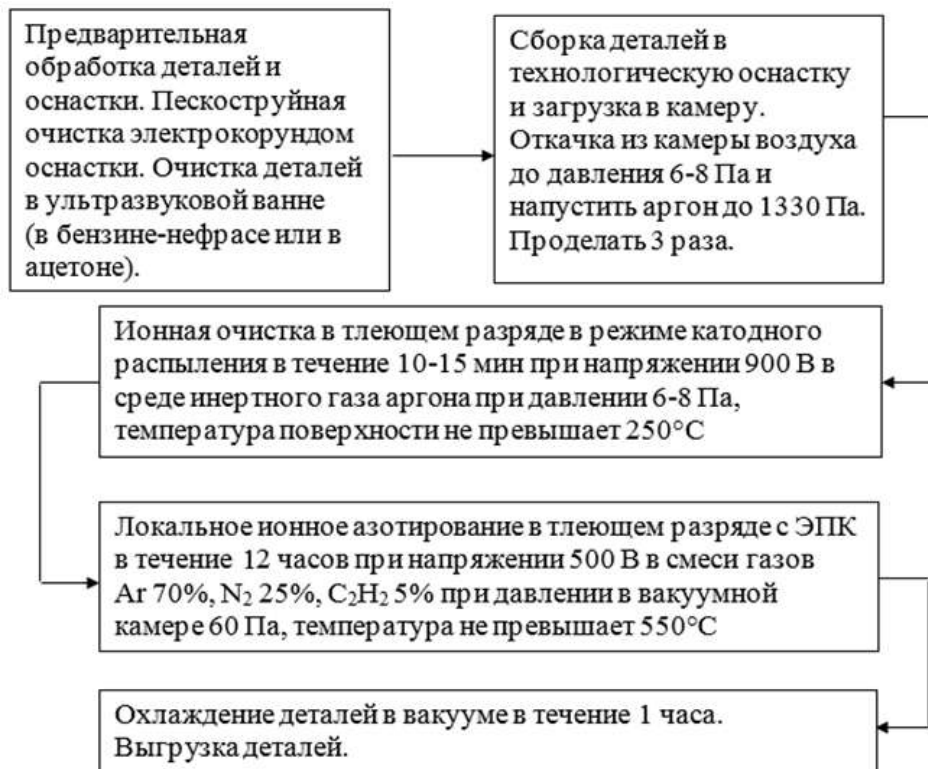 Предварительная
обработка деталей и
оснастки. Пескоструйная
очистка электрокорундом
оснастки. Очистка деталей
в ультразвуковой ванне
(в бензине-нефрасе или в
ацетоне).
Сборка деталей в
технологическую оснастку
и загрузка в камеру.
Откачка из камеры воздуха
до давления 6-8 Па и
напустить аргон до 1330 Па.
Проделать 3 раза.
Ионная очистка в тлеющем разряде в режиме катодного
распыления в течение 10-15 мин при напряжении 900 В в
среде инертного газа аргона при давлении 6-8 Па,
температура поверхности не превышает 250°С
Локальное ионное азотирование в тлеющем разряде с ЭПК
в течение 12 часов при напряжении 500 В в смеси газов
Ar 70%, N₂ 25%, C₂H₂ 5% при давлении в вакуумной
камере 60 Па, температура не превышает 550°С
Охлаждение деталей в вакууме в течение 1 часа.
Выгрузка деталей.